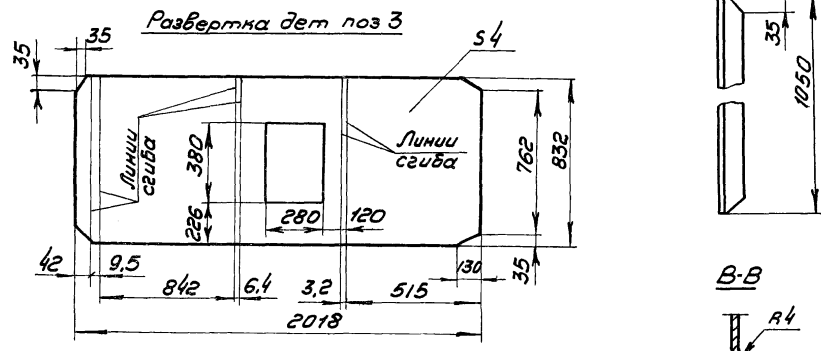 Развертка дет поз 3
35
35
S4
Линии
сгиба
380
226
280
120
Линии
сгиба
762
832
35
130
42
9,5
842
6,4
3,2
515
2018
35
1050
В-В
R4